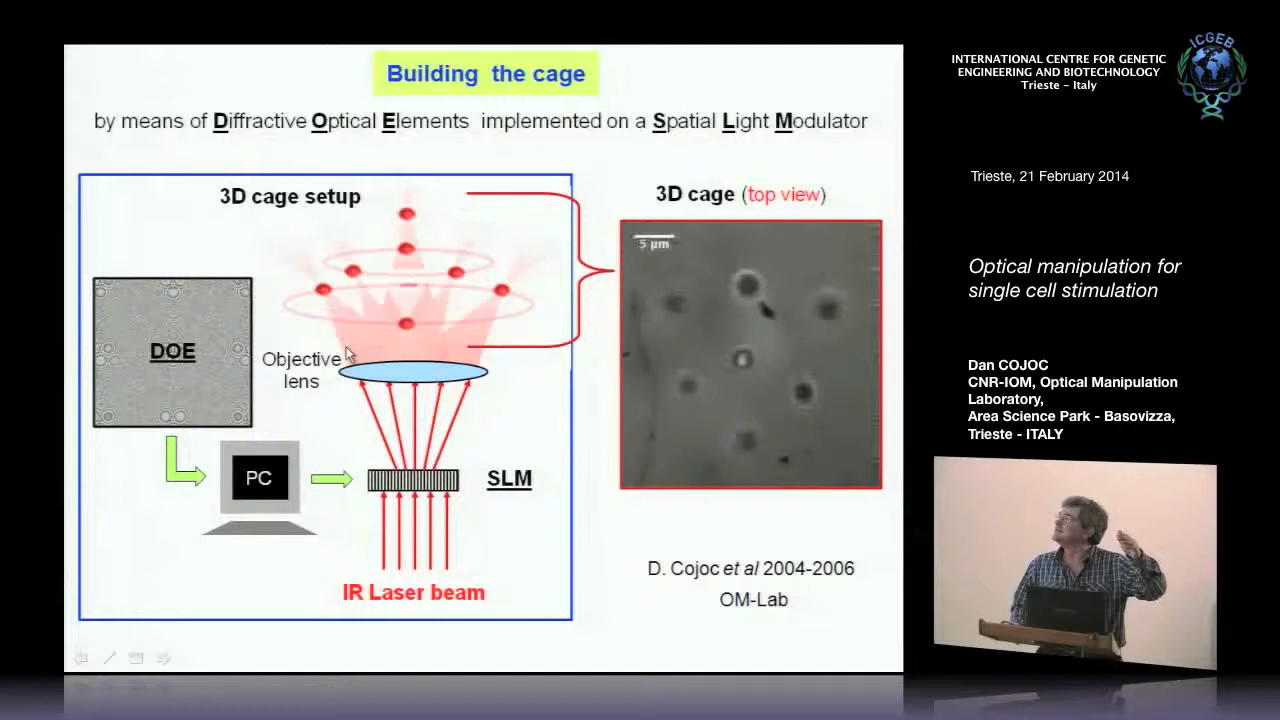 Building the cage
by means of Diffractive Optical Elements implemented on a Spatial Light Modulator
3D cage setup
DOE
Objective
lens
PC
SLM
IR Laser beam
3D cage (top view)
5 µm
D. Cojoc et al 2004-2006
OM-Lab
INTERNATIONAL CENTRE FOR GENETIC
ENGINEERING AND BIOTECHNOLOGY
Trieste - Italy
ICGEB
Trieste, 21 February 2014
Optical manipulation for
single cell stimulation
Dan COJOC
CNR-IOM, Optical Manipulation
Laboratory,
Area Science Park - Basovizza,
Trieste - ITALY